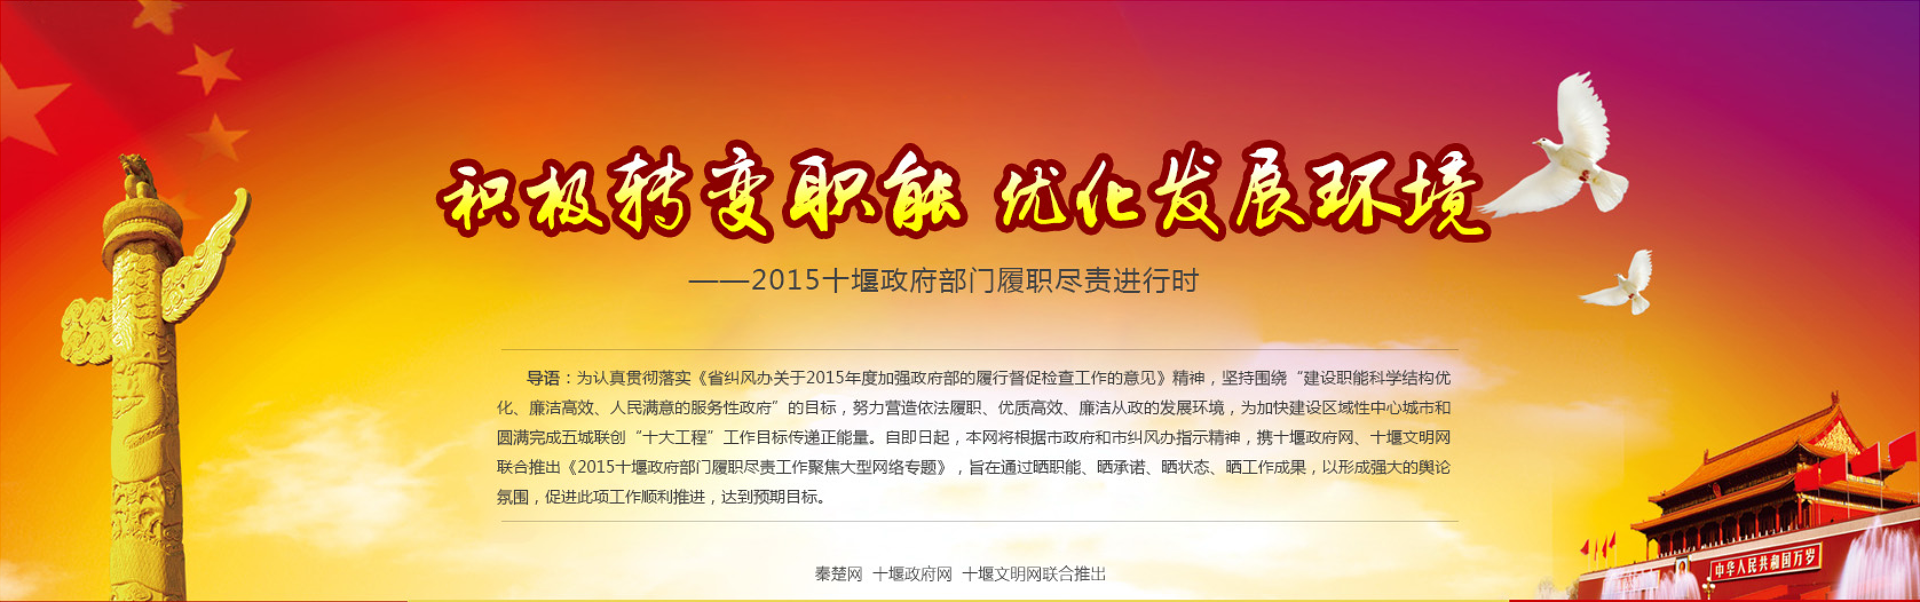 积极转变职能 优化发展环境
——2015十堰政府部门履职尽责进行时
导语：为认真贯彻落实《省纠风办关于2015年度加强政府部的履行督促检查工作的意见》精神，坚持围绕“建设职能科学结构优
化、廉洁高效、人民满意的服务性政府”的目标，努力营造依法履职、优质高效、廉洁从政的发展环境，为加快建设区域性中心城市和
圆满完成五城联创“十大工程”工作目标传递正能量。自即日起，本网将根据市政府和市纠风办指示精神，携十堰政府网、十堰文明网
联合推出《2015十堰政府部门履职尽责工作聚焦大型网络专题》，旨在通过晒职能、晒承诺、晒状态、晒工作成果，以形成强大的舆论
氛围，促进此项工作顺利推进，达到预期目标。
中华人民共和国万岁
秦楚网 十堰政府网 十堰文明网联合推出